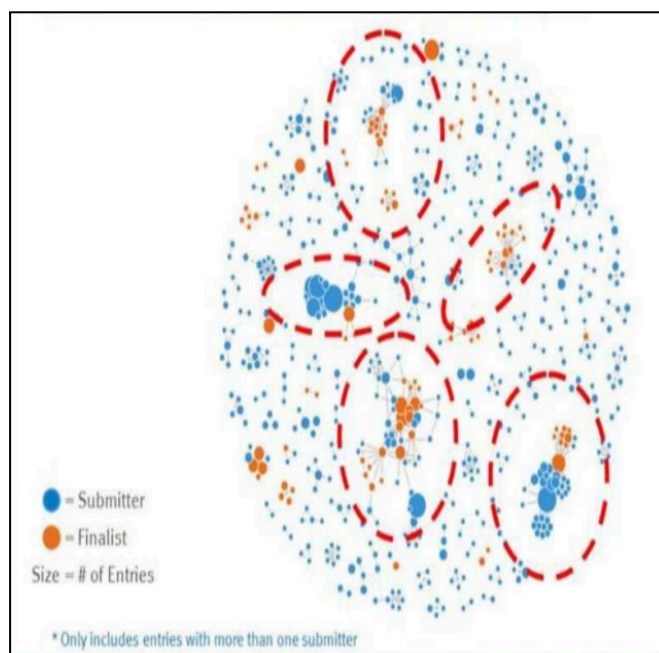 = Submitter
= Finalist
Size = # of Entries
* Only includes entries with more than one submitter